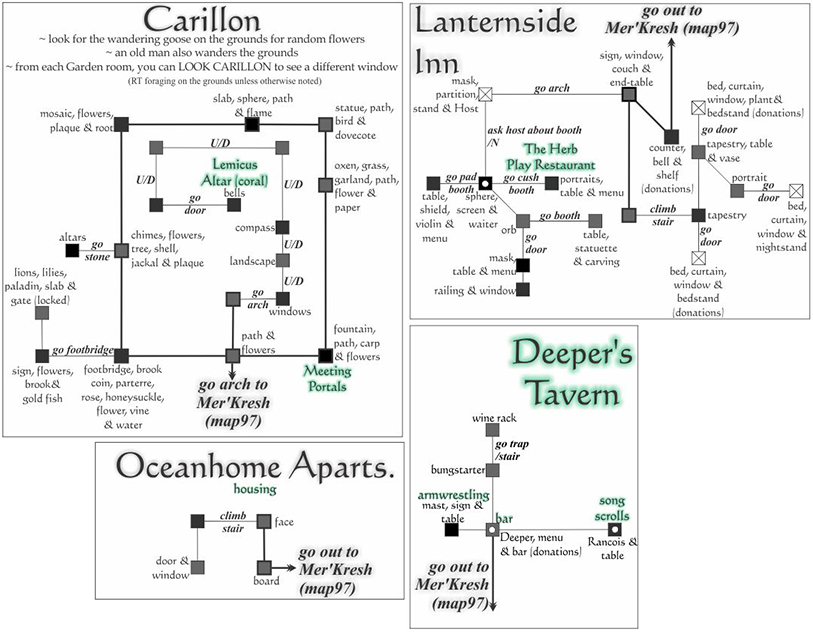 Carillon
~ look for the wandering goose on the grounds for random flowers
~ an old man also wanders the grounds
~ from each Garden room, you can LOOK CARILLON to see a different window
(RT foraging on the grounds unless otherwise noted)
mosaic, flowers,
plaque & root
slab, sphere, path
& flame
statue, path,
bird &
dovecote
U/D
Lemicus
Altar (coral)
U/D
U/D
go
door
bells
oxen, grass,
garland, path,
flower &
paper
altars
go
stone
chimes, flowers,
tree, shell,
jackal & plaque
compass
U/D
landscape
U/D
lions, lilies,
paladin, slab &
gate (locked)
go
arch
windows
path &
flowers
fountain,
path, carp
& flowers
go footbridge
sign, flowers,
brook&
gold fish
footbridge, brook
coin, parterre,
rose, honeysuckle,
flower, vine
& water
go arch to
Mer'Kresh
(map97)
Meeting
Portals
Lanternside
Inn
go out to
Mer'Kresh (map97)
sign, window,
couch &
end-table
mask,
partition,
stand & Host
go arch
bed, curtain,
window, plant&
bedstand (donations)
ask host about booth
/N
go door
counter,
bell &
shelf
(donations)
tapestry, table
& vase
The Herb
Play Restaurant
go pad
booth
go cush
booth
portraits,
table & menu
portrait
go
door
table,
shield,
violin &
menu
sphere,
screen &
waiter
bed,
curtain,
window &
nightstand
go booth
orb
table,
statuette
& carving
climb
stair
tapestry
go
door
go
door
mask,
table & menu
railing & window
bed, curtain,
window &
bedstand
(donations)
Deeper's
Tavern
wine rack
go trap
/stair
bungstarter
armwrestling
mast, sign &
table
bar
song
scrolls
Deeper, menu
& bar (donations)
Rancois &
table
go out to
Mer'Kresh
(map97)
Oceanhome Aparts.
housing
climb
stair
face
door &
window
board
go out to
Mer'Kresh
(map97)